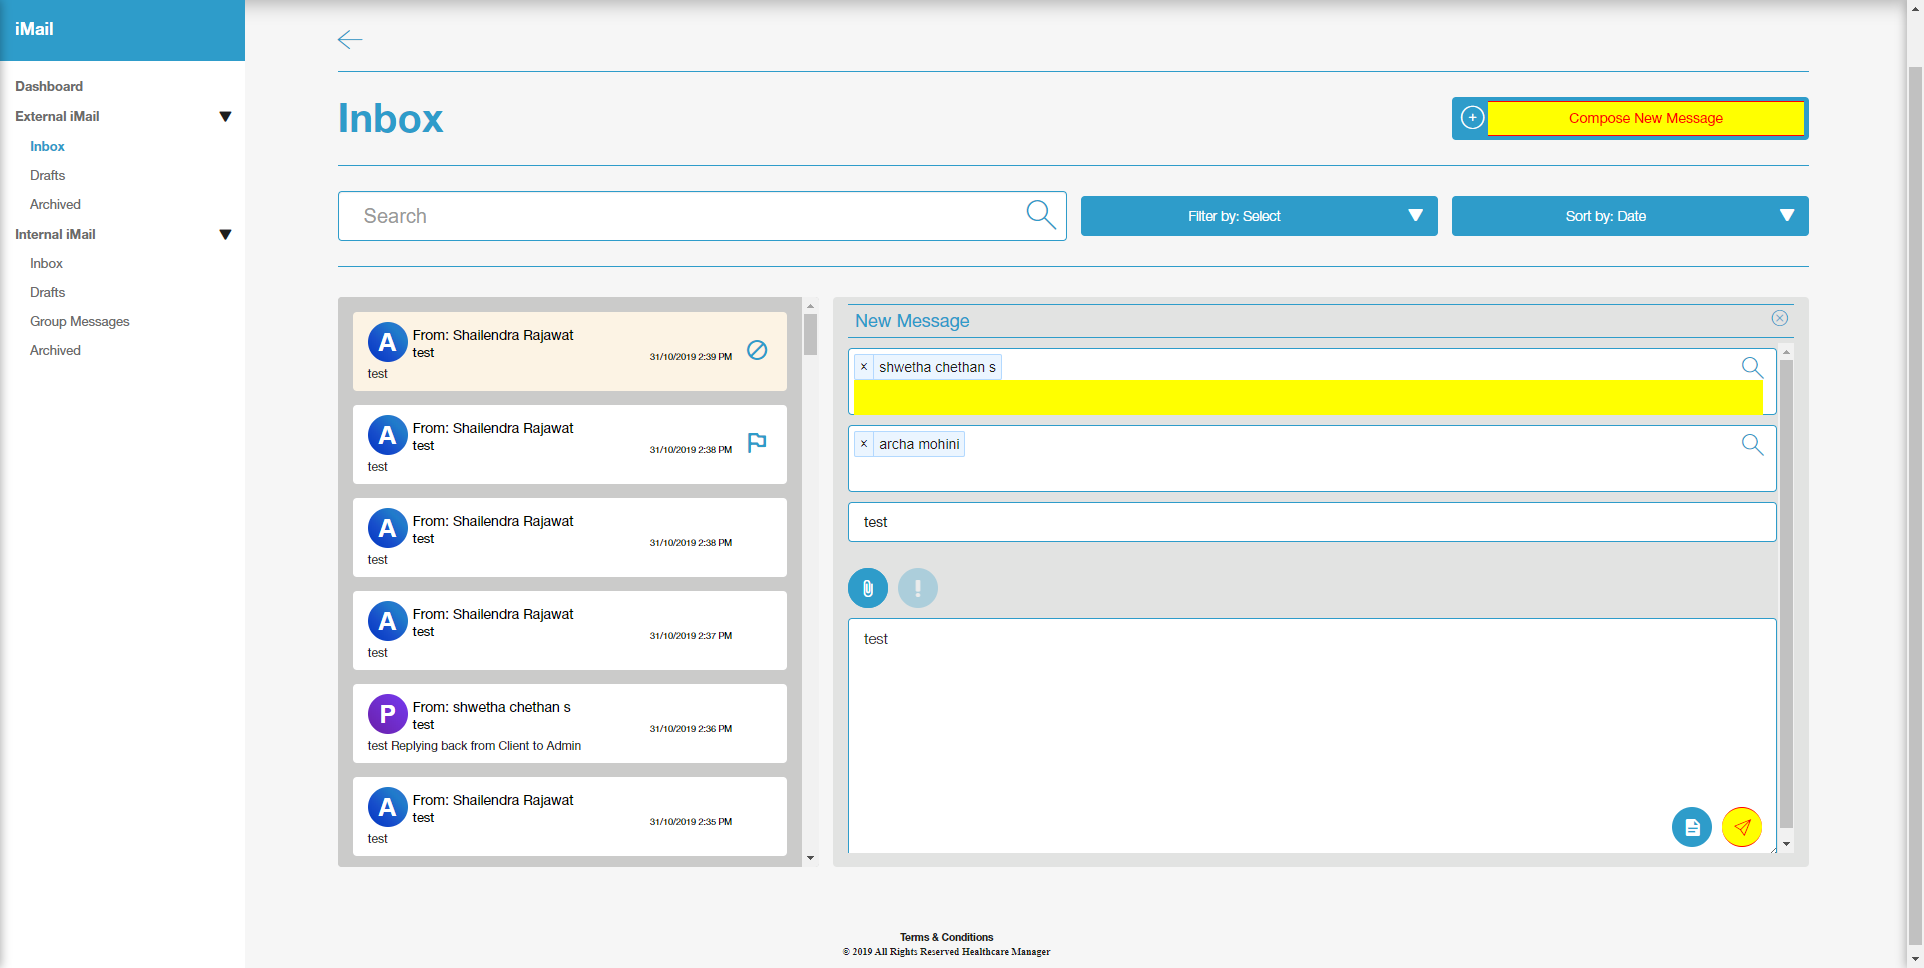 iMail
Dashboard
External iMail
Inbox
Drafts
Archived
Internal iMail
Inbox
Drafts
Group Messages
Archived
Inbox
+ Compose New Message
Search
Filter by: Select
Sort by: Date
A From: Shailendra Rajawat
test
31/10/2019 2:39 PM
test
A From: Shailendra Rajawat
test
31/10/2019 2:38 PM
test
A From: Shailendra Rajawat
test
31/10/2019 2:38 PM
test
A From: Shailendra Rajawat
test
31/10/2019 2:37 PM
test
P From: shwetha chethan s
test
31/10/2019 2:36 PM
test Replying back from Client to Admin
A From: Shailendra Rajawat
test
31/10/2019 2:35 PM
test
New Message
× shwetha chethan s
× archa mohini
test
!
test
Terms & Conditions
© 2019 All Rights Reserved Healthcare Manager